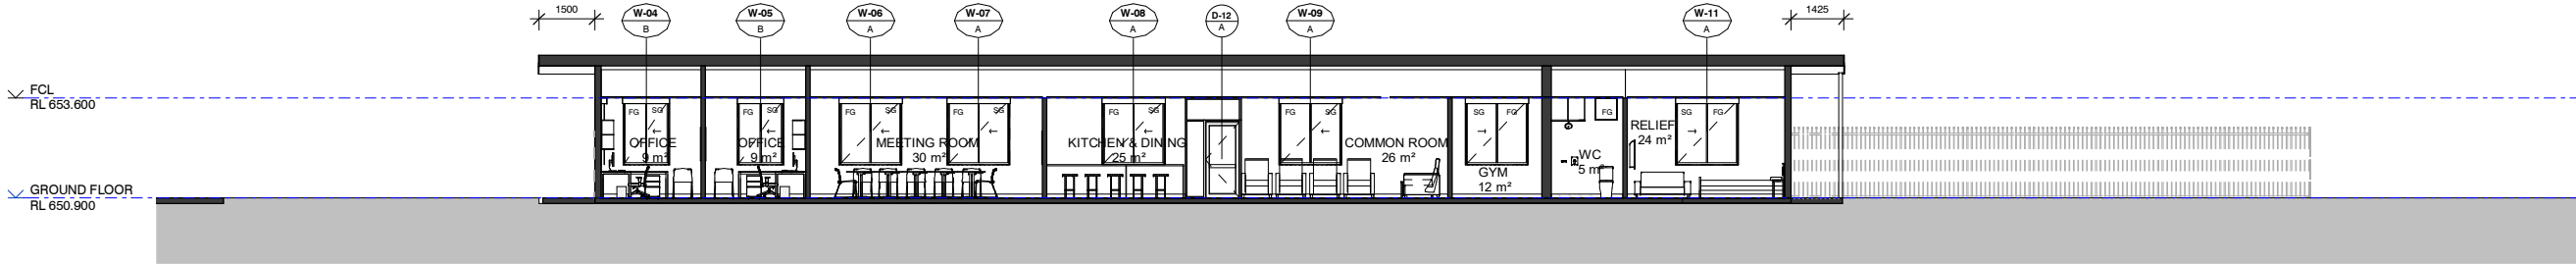 1500
W-04
B
W-05
B
W-06
A
W-07
A
W-08
A
D-12
A
W-09
A
W-11
A
1425
FCL
RL 653.600
FG SG
FG SG
FG SG
FG SG
FG SG
FG SG
SG FG
FG
SG FG
OFFICE
9 m²
OFFICE
9 m²
MEETING ROOM
30 m²
KITCHEN & DINING
25 m²
COMMON ROOM
26 m²
GYM
12 m²
WC
5 m²
RELIEF
24 m²
GROUND FLOOR
RL 650.900